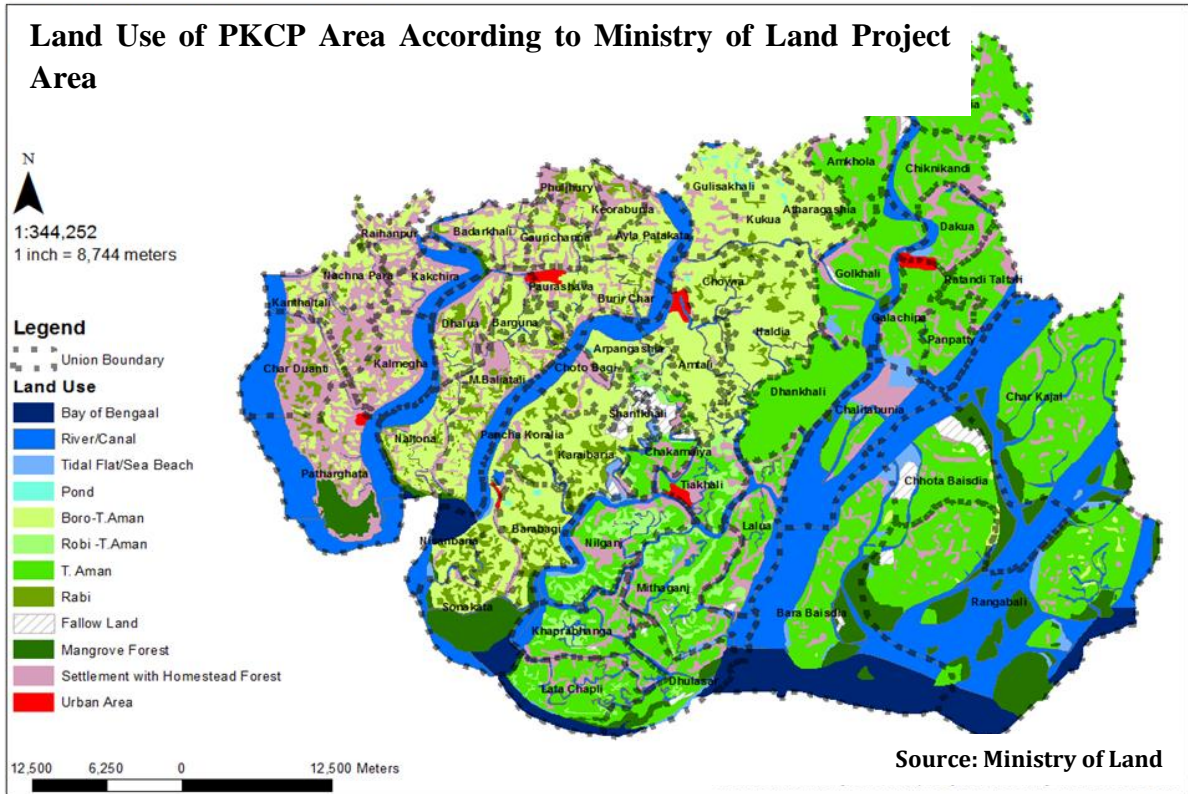 Land Use of PKCP Area According to Ministry of Land Project
Area
N
1:344,252
1 inch = 8,744 meters
Legend
Union Boundary
Land Use
Bay of Bengaal
River/Canal
Tidal Flat/Sea Beach
Pond
Boro-T.Aman
Robi -T.Aman
T. Aman
Rabi
Fallow Land
Mangrove Forest
Settlement with Homestead Forest
Urban Area
12,500 6,250 0 12,500 Meters
Source: Ministry of Land
Amkhola
Chiknikandi
Phuljhury
Gulisakhali
Keorabunia
Kukua
Atharagashia
Dakua
Raihanpur
Badarkhali
Gaurichanna
Ayla Patakata
Nachna Para
Kakchira
Golkhali
Ratandi Taltali
Paurashava
Chowwa
Kanthaltali
Burir Char
Galachipa
Dhalua
Barguna
Haldia
Panpatty
Arpangashia
Char Duanti
Kalmegha
Choto Bagi
Amtali
M.Baliatali
Dhankhali
Char Kajal
Chalitabunia
Naltona
Pancha Koralia
Karaibaria
Chakamaiya
Patharghata
Tiakhali
Chhota Baisdia
Barabagi
Lalua
Nilganj
Mithaganj
Sonakata
Bara Baisdia
Rangabali
Khaprabhanga
Lata Chapli
Dhulasar